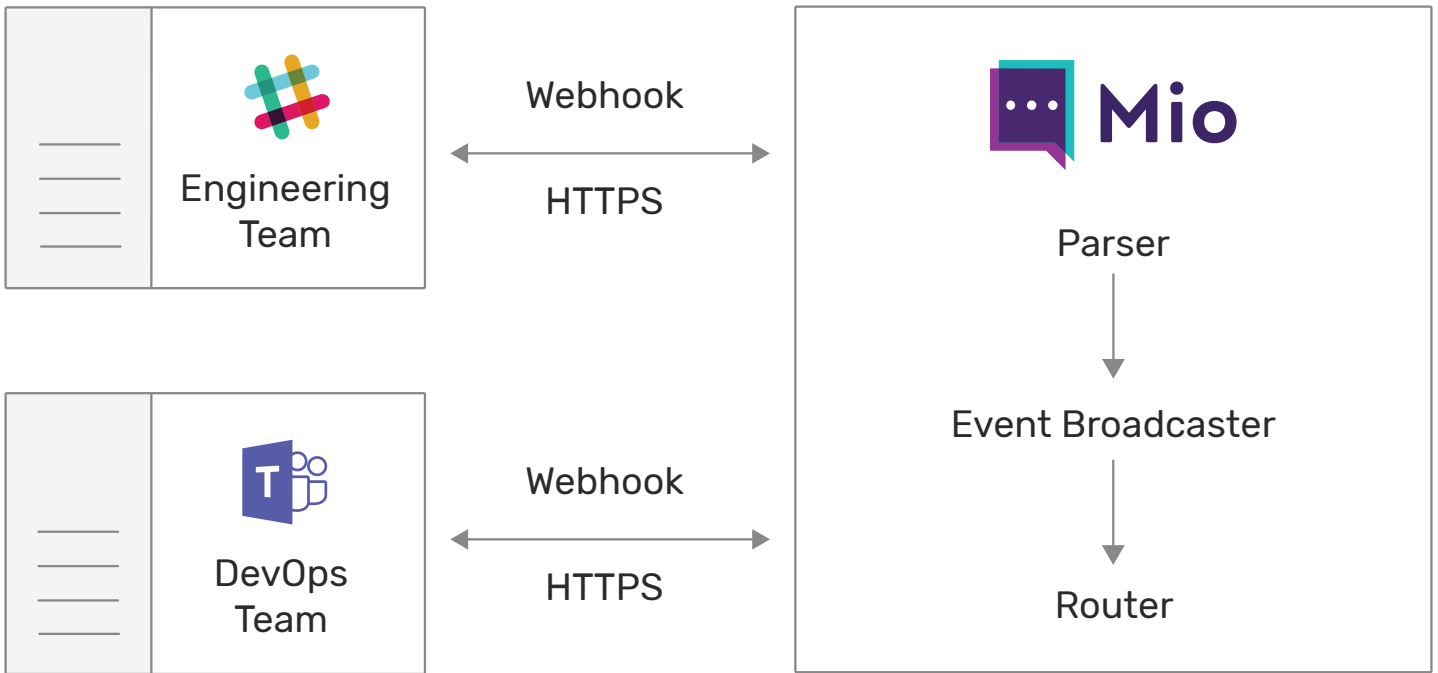 Engineering
Team
Webhook
HTTPS
Mio
Parser
Event Broadcaster
Router
T
DevOps
Team
Webhook
HTTPS